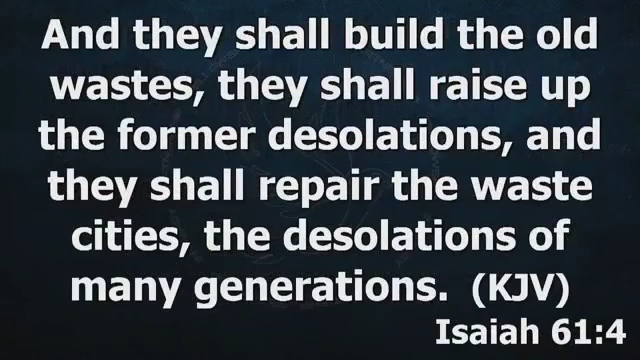 And they shall build the old
wastes, they shall raise up
the former desolations, and
they shall repair the waste
cities, the desolations of
many generations.  (KJV)
Isaiah 61:4